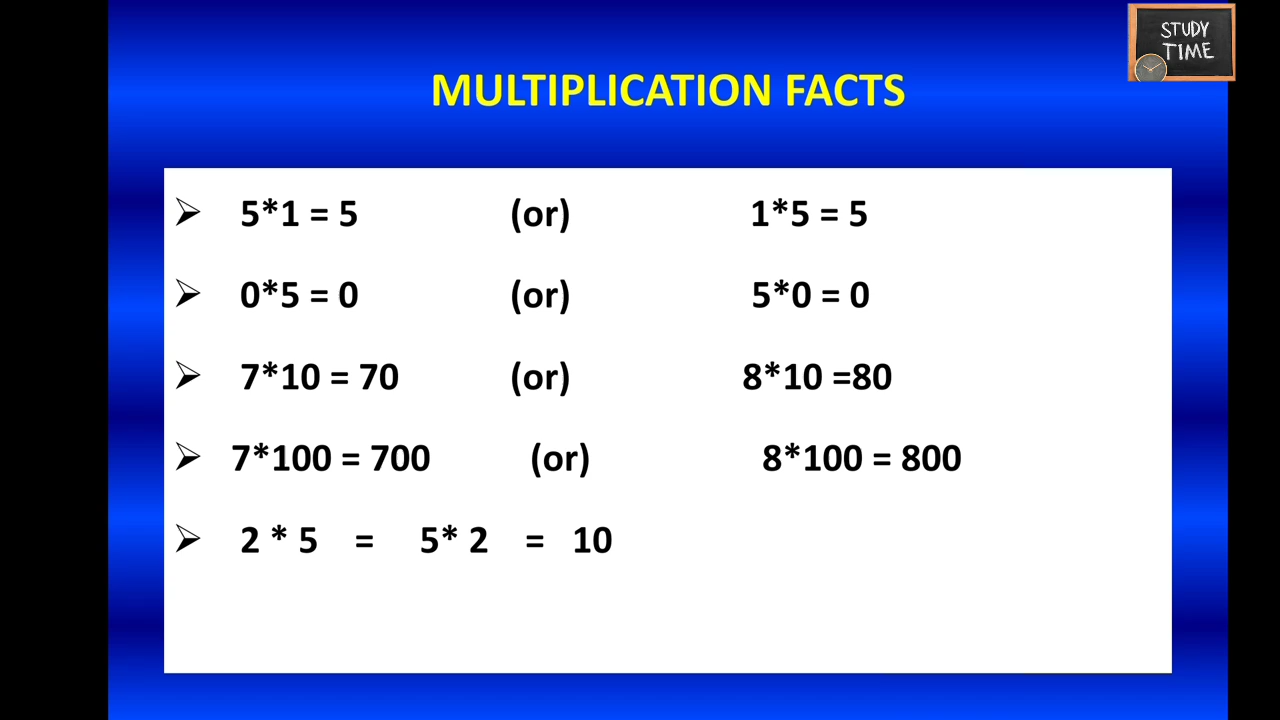 STUDY
TIME
MULTIPLICATION FACTS
➢ 5*1 = 5 (or) 1*5 = 5
➢ 0*5 = 0 (or) 5*0 = 0
➢ 7*10 = 70 (or) 8*10 =80
➢ 7*100 = 700 (or) 8*100 = 800
➢ 2 * 5 = 5* 2 = 10